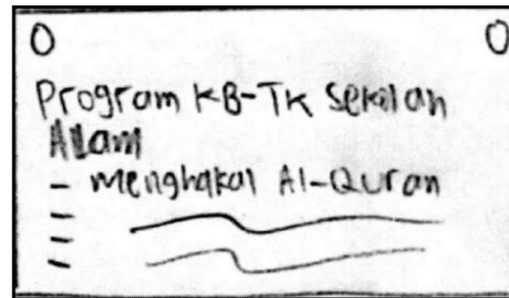 Program KB-TK Sekolah
Alam
- menghafal Al-Quran
-
-
-